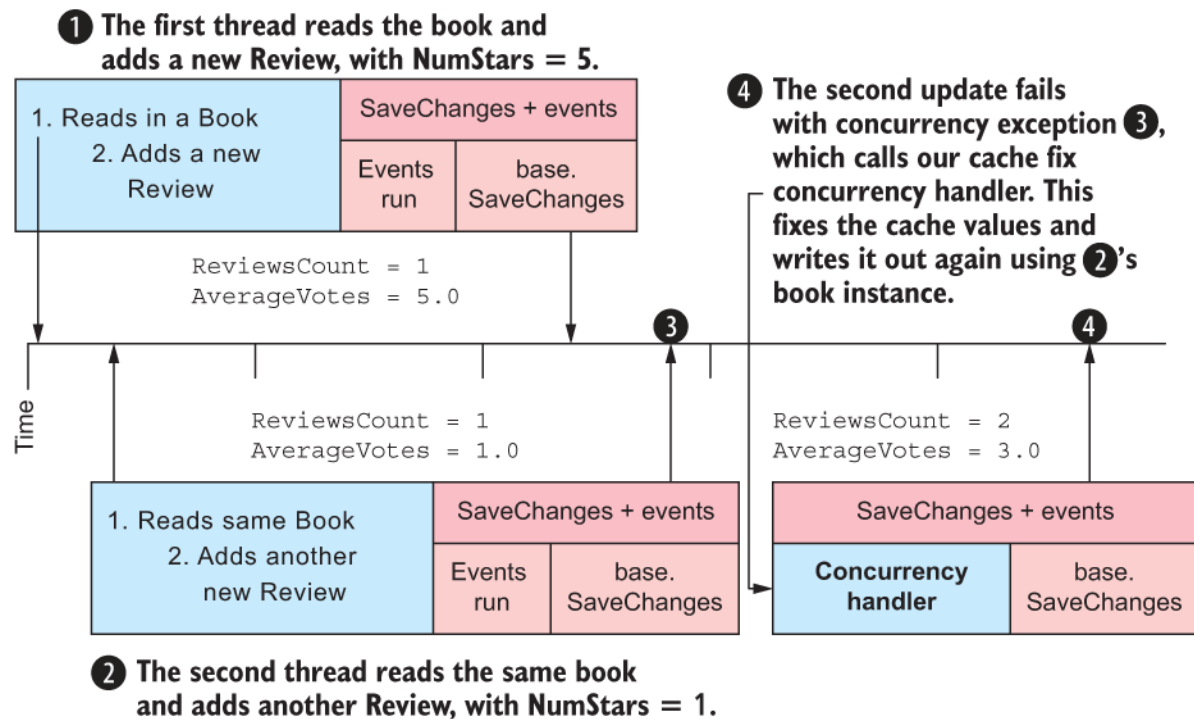 1 The first thread reads the book and
adds a new Review, with NumStars = 5.
1. Reads in a Book
2. Adds a new
Review
SaveChanges + events
Events
run
base.
SaveChanges
4 The second update fails
with concurrency exception 3,
which calls our cache fix
concurrency handler. This
fixes the cache values and
writes it out again using 2's
book instance.
ReviewsCount = 1
AverageVotes = 5.0
3
4
Time
ReviewsCount = 1
AverageVotes = 1.0
ReviewsCount = 2
AverageVotes = 3.0
1. Reads same Book
2. Adds another
new Review
SaveChanges + events
Events
run
base.
SaveChanges
SaveChanges + events
Concurrency
handler
base.
SaveChanges
2 The second thread reads the same book
and adds another Review, with NumStars = 1.